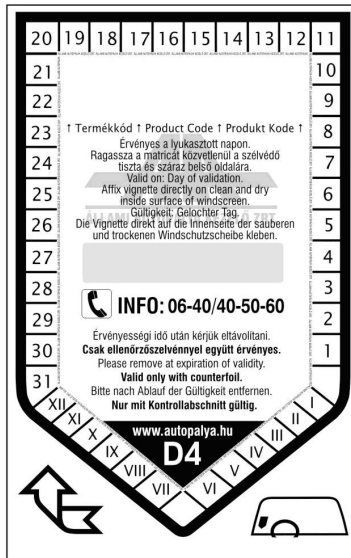 20 19 18 17 16 15 14 13 12 11
21 10
22 9
23 8
24 7
25 6
26 5
27 4
28 3
29 2
30 1
31
↑ Termékkód ↑ Product Code ↑ Produkt Kode ↑
Érvényes a lyukasztott napon.
Ragassza a matricát közvetlenül a szélvédő
tiszta és száraz belső oldalára.
Valid on: Day of validation.
Affix vignette directly on clean and dry
inside surface of windscreen.
Gültigkeit: Gelochter Tag.
Die Vignette direkt auf die Innenseite der sauberen
und trockenen Windschutzscheibe kleben.
INFO: 06-40/40-50-60
Érvényességi idő után kérjük eltávolítani.
Csak ellenőrzőszelvénnyel együtt érvényes.
Please remove at expiration of validity.
Valid only with counterfoil.
Bitte nach Ablauf der Gültigkeit entfernen.
Nur mit Kontrollabschnitt gültig.
www.autopalya.hu
D4
XII XI X IX VIII VII VI V IV III II I